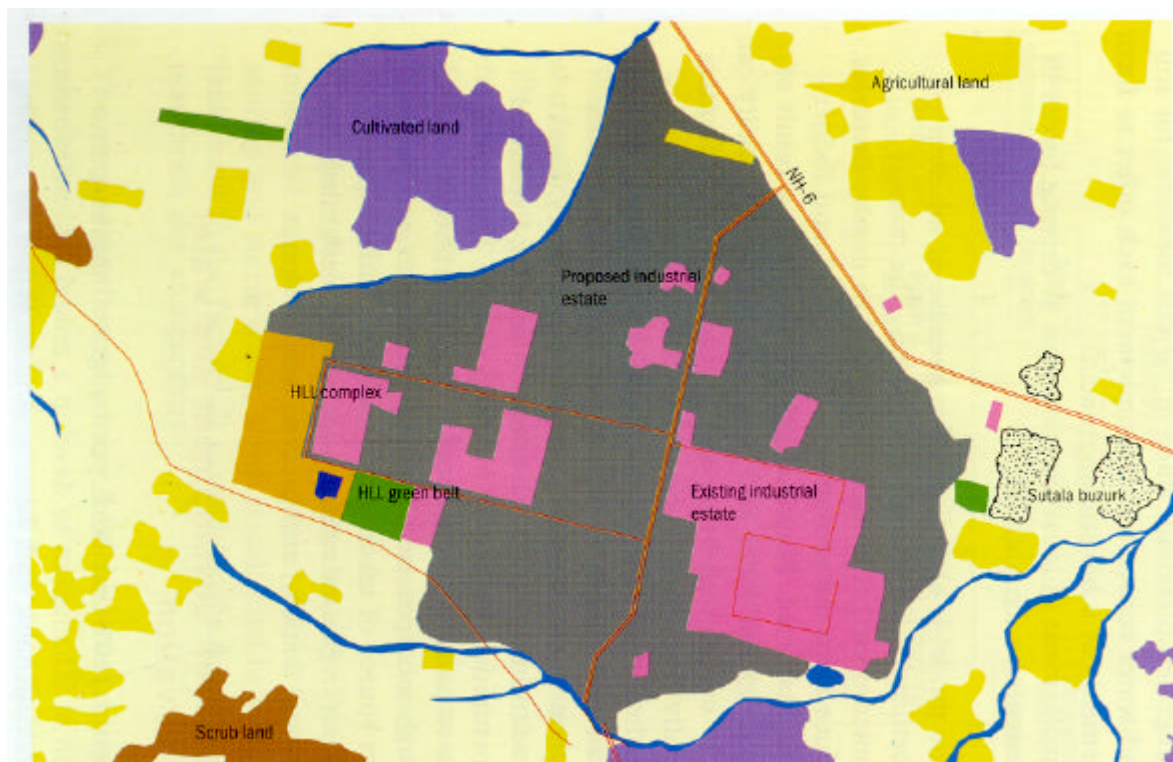 Agricultural land
Cultivated land
NH-6
Proposed industrial
estate
HLL complex
HLL green belt
Existing industrial
estate
Sutala buzurk
Scrub land